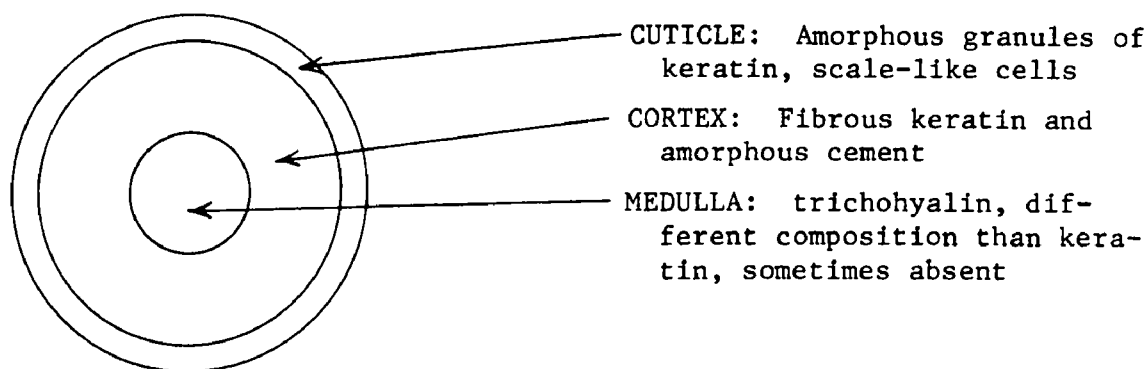 CUTICLE: Amorphous granules of
keratin, scale-like cells
CORTEX: Fibrous keratin and
amorphous cement
MEDULLA: trichohyalin, dif-
ferent composition than kera-
tin, sometimes absent